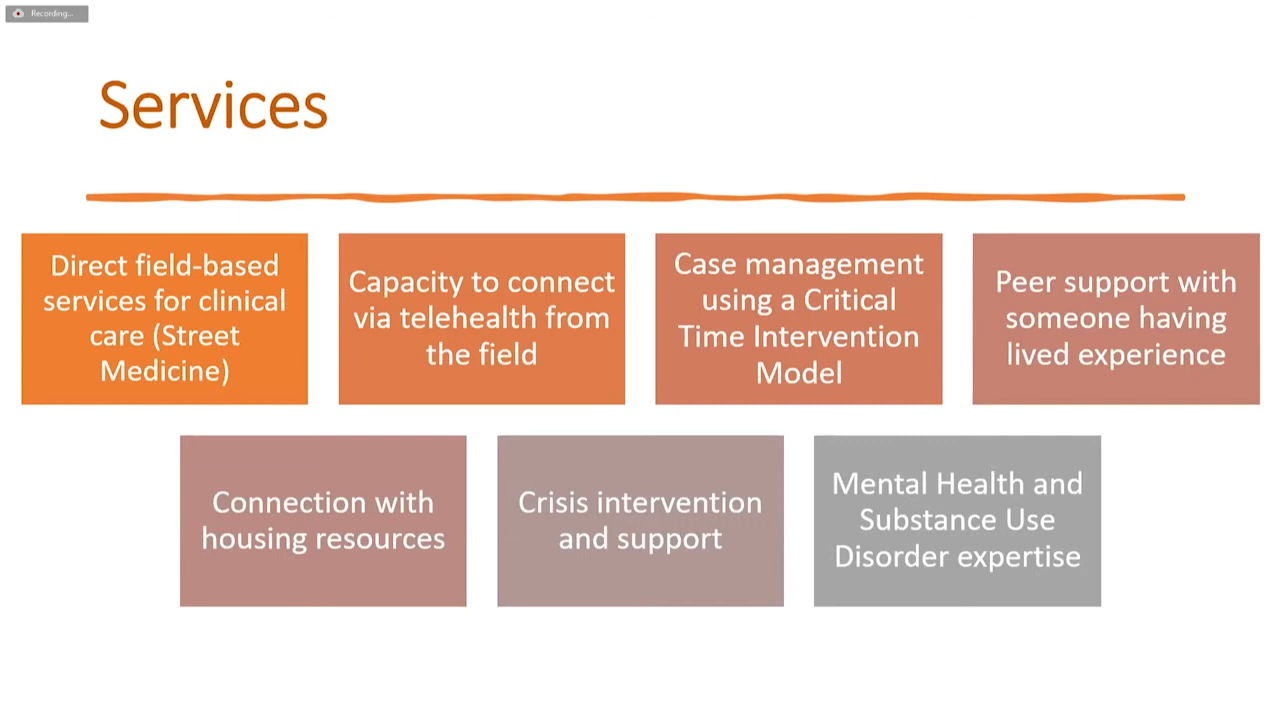 Recording...
Services
Direct field-based
services for clinical
care (Street
Medicine)
Capacity to connect
via telehealth from
the field
Case management
using a Critical
Time Intervention
Model
Peer support with
someone having
lived experience
Connection with
housing resources
Crisis intervention
and support
Mental Health and
Substance Use
Disorder expertise